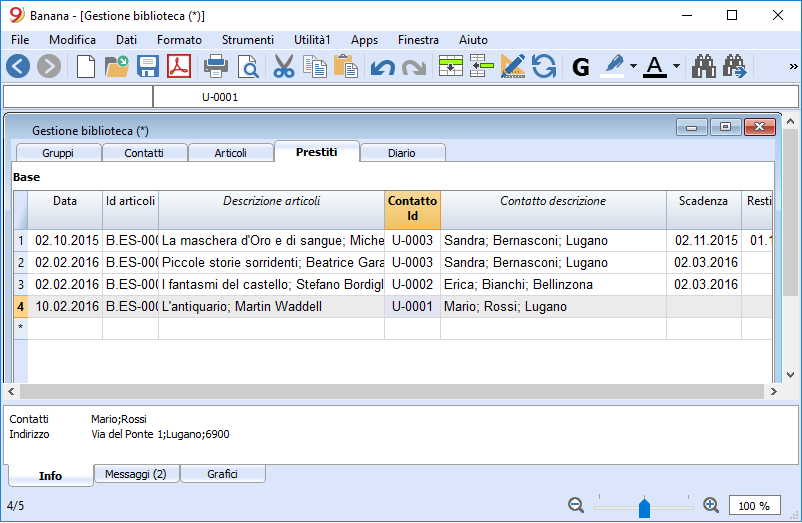 Banana - [Gestione biblioteca (*)]
File Modifica Dati Formato Strumenti Utilità1 Apps Finestra Aiuto
G A »
U-0001
Gestione biblioteca (*)
Gruppi Contatti Articoli Prestiti Diario
Base
Data Id articoli Descrizione articoli Contatto Id Contatto descrizione Scadenza Resti
1 02.10.2015 B.ES-000 La maschera d'Oro e di sangue; Miche U-0003 Sandra; Bernasconi; Lugano 02.11.2015 01.1
2 02.02.2016 B.ES-000 Piccole storie sorridenti; Beatrice Gara U-0003 Sandra; Bernasconi; Lugano 02.03.2016
3 02.02.2016 B.ES-000 I fantasmi del castello; Stefano Bordigl U-0002 Erica; Bianchi; Bellinzona 02.03.2016
4 10.02.2016 B.ES-000 L'antiquario; Martin Waddell U-0001 Mario; Rossi; Lugano
*
Contatti Mario;Rossi
Indirizzo Via del Ponte 1;Lugano;6900
Info Messaggi (2) Grafici
4/5 100 %